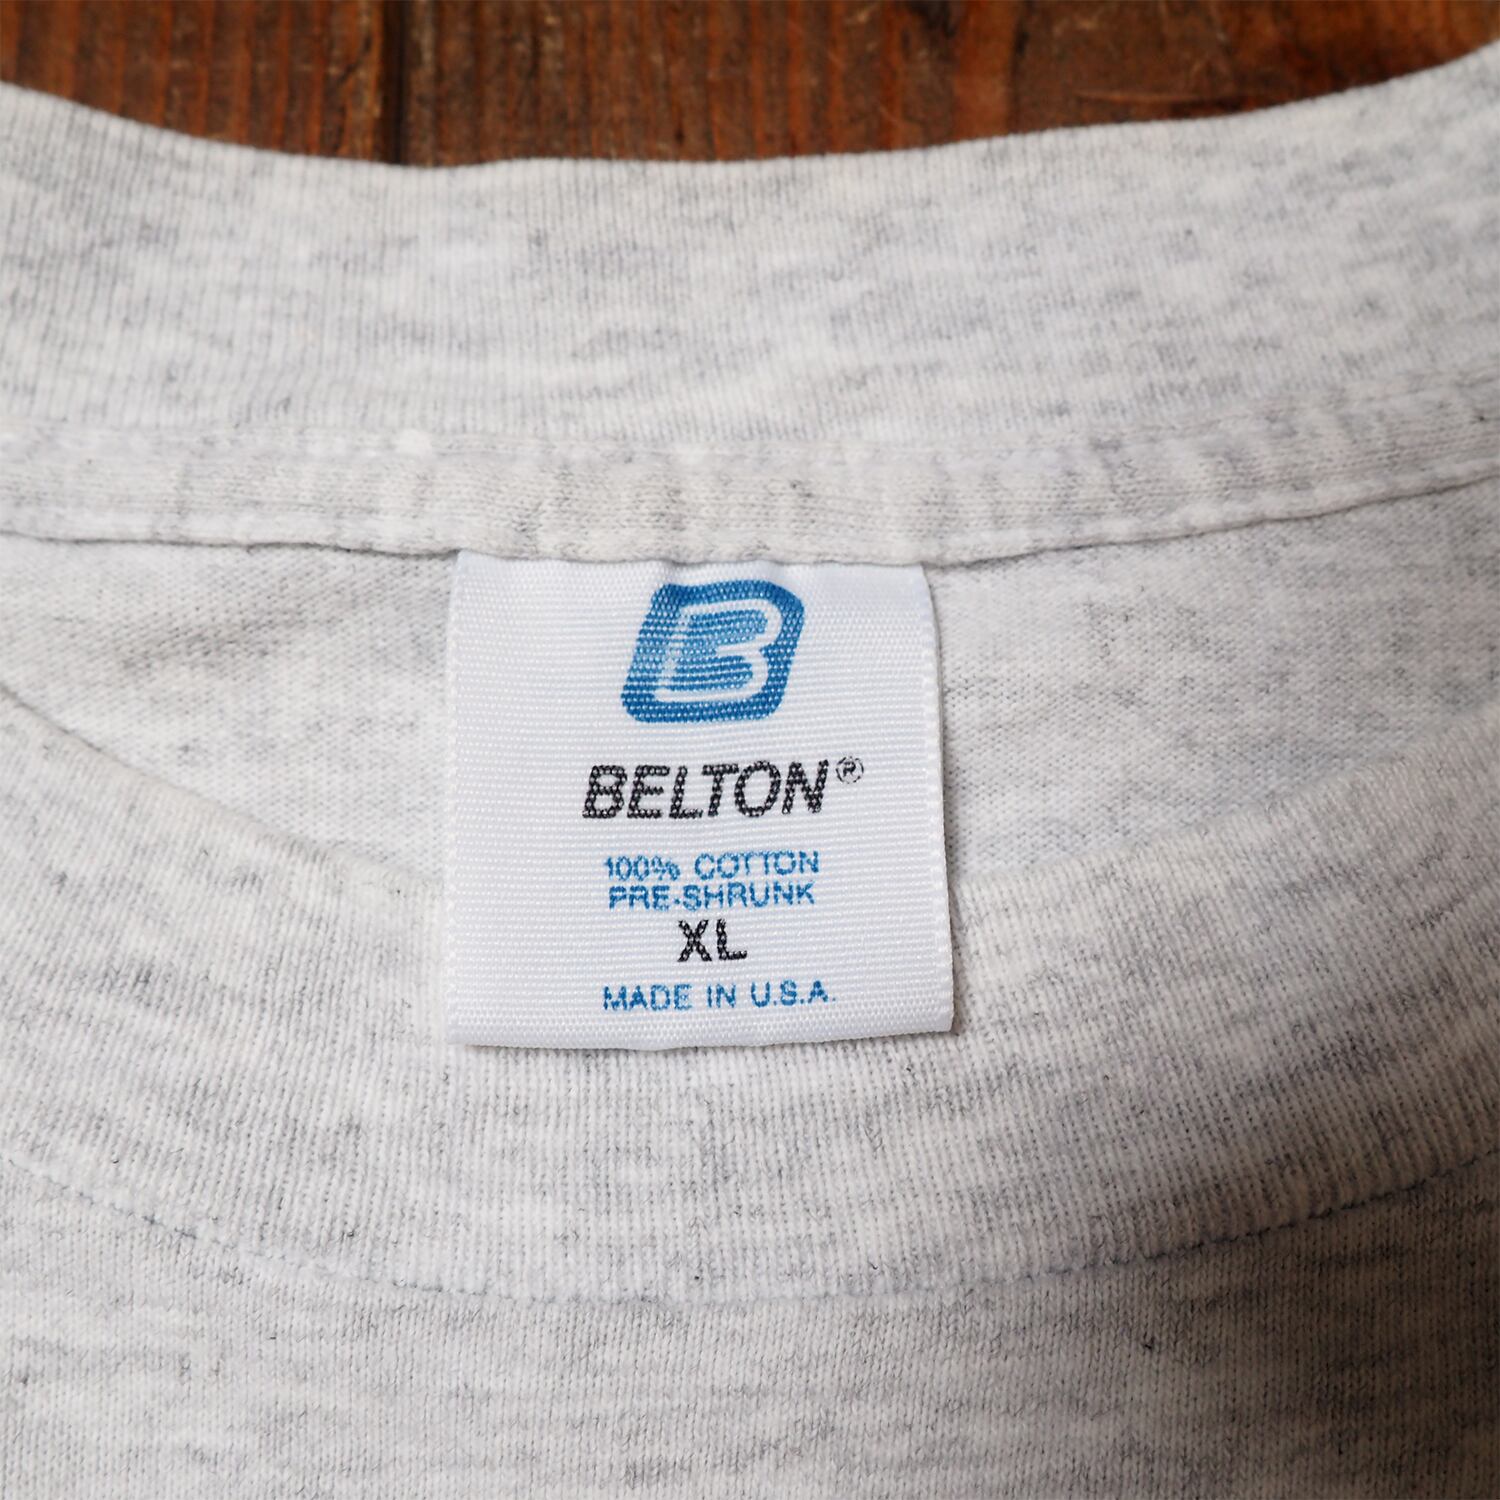 B
BELTON®
100% COTTON
PRE-SHRUNK
XL
MADE IN U.S.A.